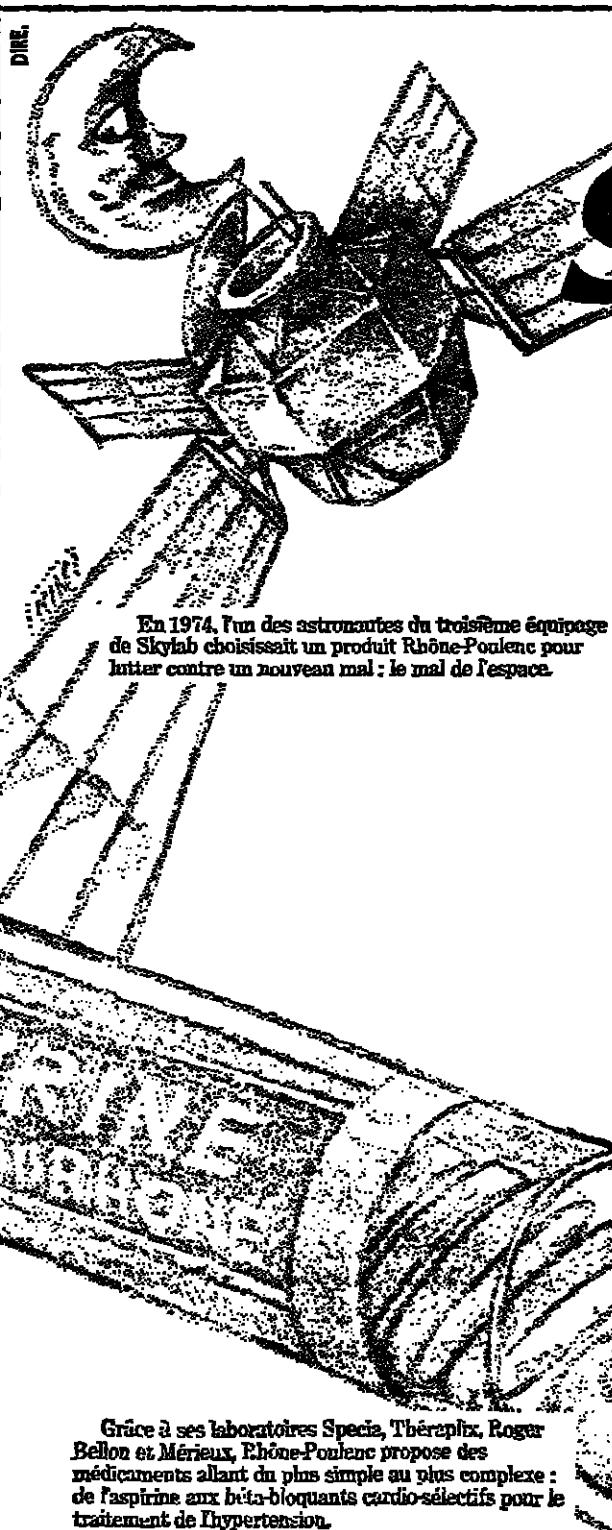 DIRE,
En 1974, l'un des astronautes du troisième équipage
de Skylab choisissait un produit Rhône-Poulenc pour
lutter contre un nouveau mal : le mal de l'espace.
RINE
DU RHONE
Grâce à ses laboratoires Specia, Théraplix, Roger
Bellon et Mérieux, Rhône-Poulenc propose des
médicaments allant du plus simple au plus complexe :
de l'aspirine aux bêta-bloquants cardio-sélectifs pour le
traitement de l'hypertension.